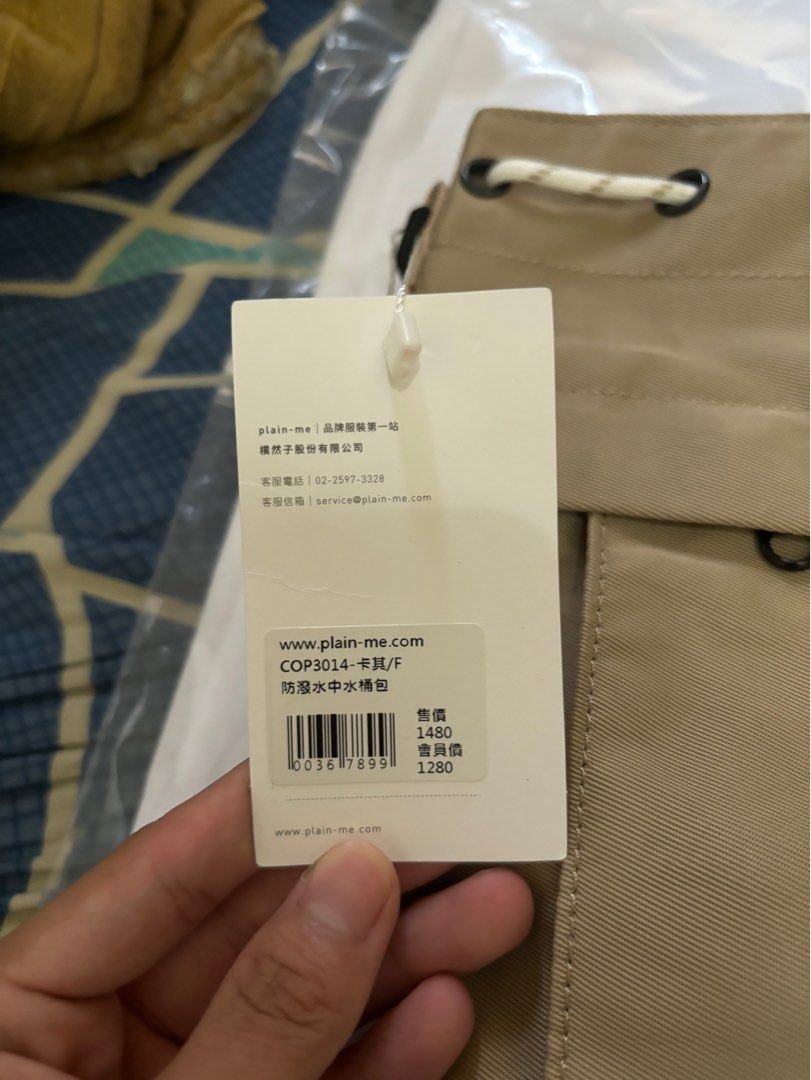 plain-me｜品牌服裝第一站
樸然子股份有限公司
客服電話｜02-2597-3328
客服信箱｜service@plain-me.com
www.plain-me.com
COP3014-卡其/F
防潑水中水桶包
售價
1480
會員價
1280
0036 7899
www.plain-me.com